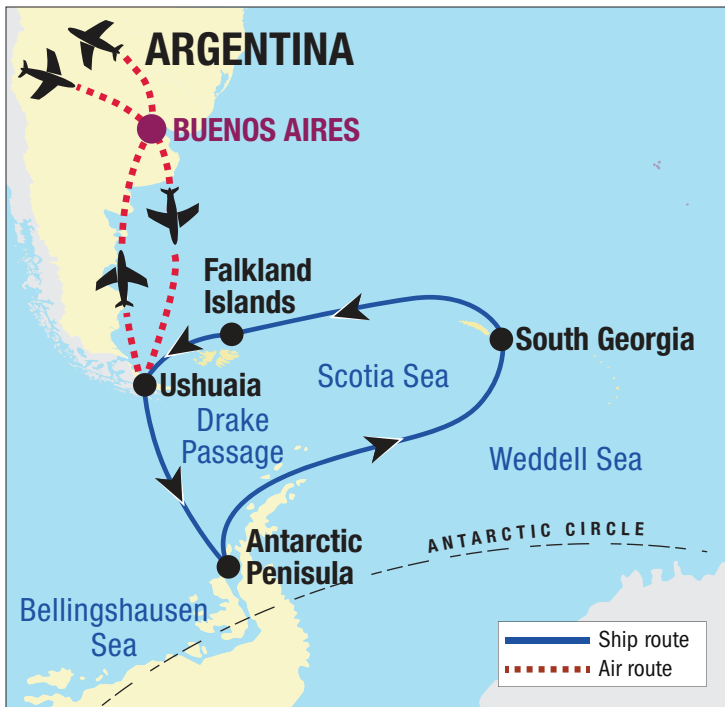 ARGENTINA
BUENOS AIRES
Falkland
Islands
South Georgia
Scotia Sea
Ushuaia
Drake
Passage
Weddell Sea
ANTARCTIC CIRCLE
Antarctic
Penisula
Bellingshausen
Sea
Ship route
Air route